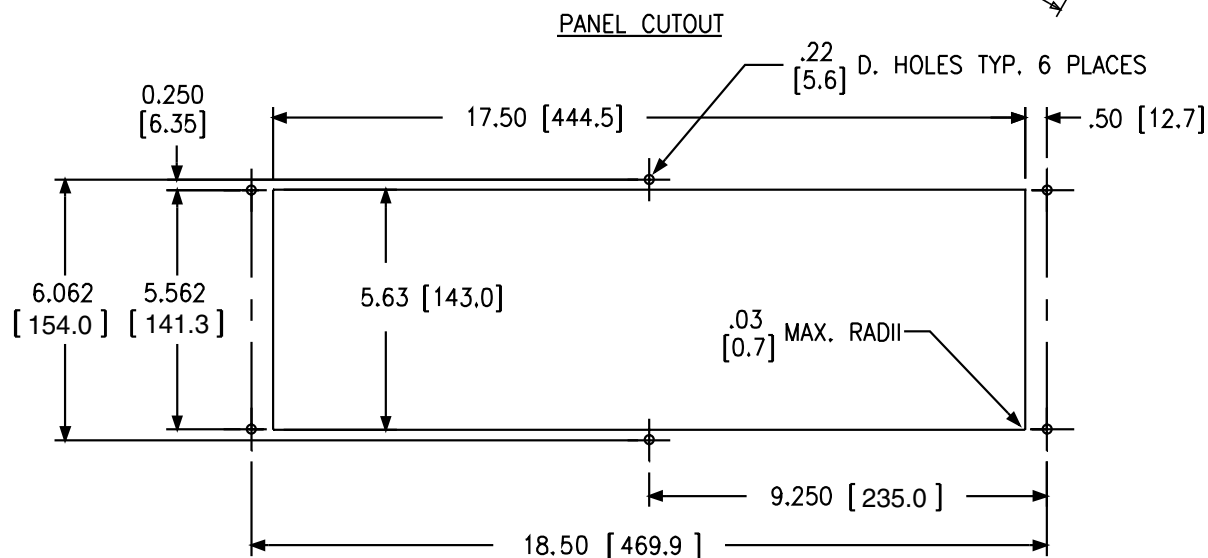 PANEL CUTOUT
.22
[5.6] D. HOLES TYP. 6 PLACES
0.250
[6.35]
17.50 [444.5]
.50 [12.7]
6.062
[ 154.0 ]
5.562
[ 141.3 ]
5.63 [143.0]
.03
[0.7] MAX. RADII
9.250 [ 235.0 ]
18.50 [ 469.9 ]